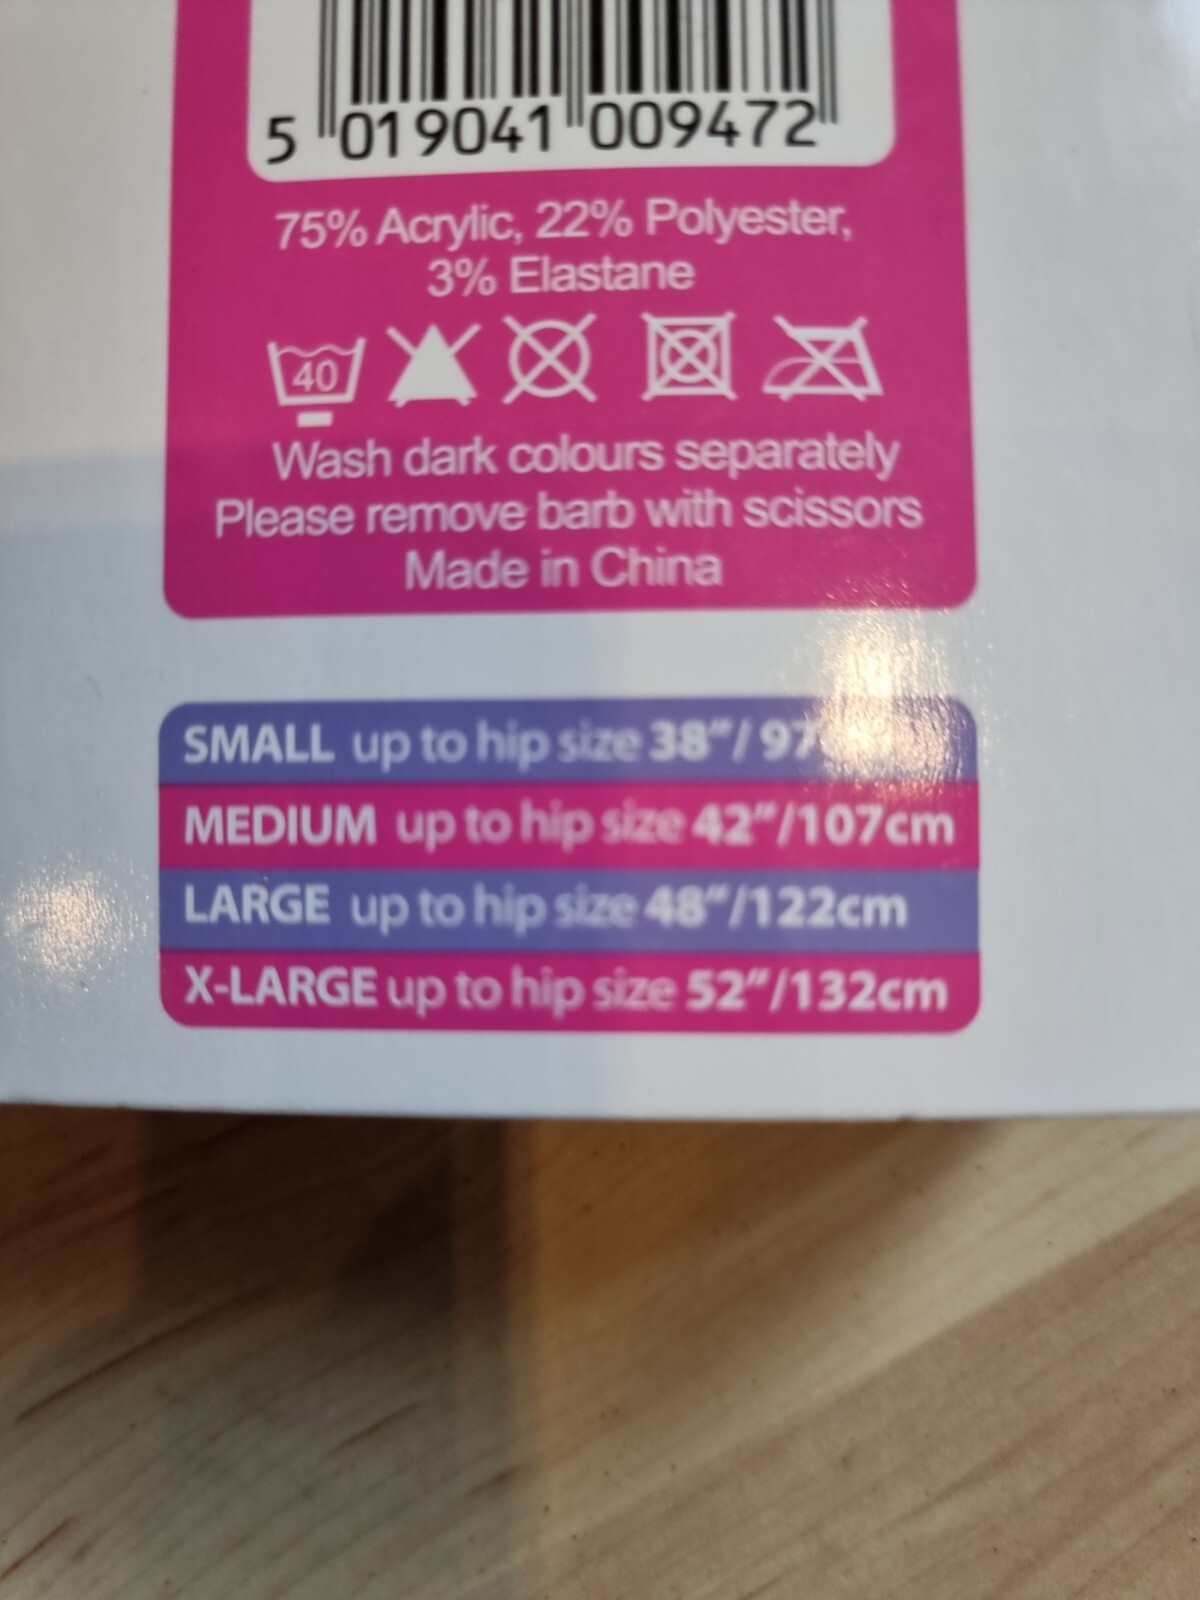 5 019041 009472
75% Acrylic, 22% Polyester,
3% Elastane
40
Wash dark colours separately
Please remove barb with scissors
Made in China
SMALL up to hip size 38"/ 97
MEDIUM up to hip size 42"/107cm
LARGE up to hip size 48"/122cm
X-LARGE up to hip size 52"/132cm